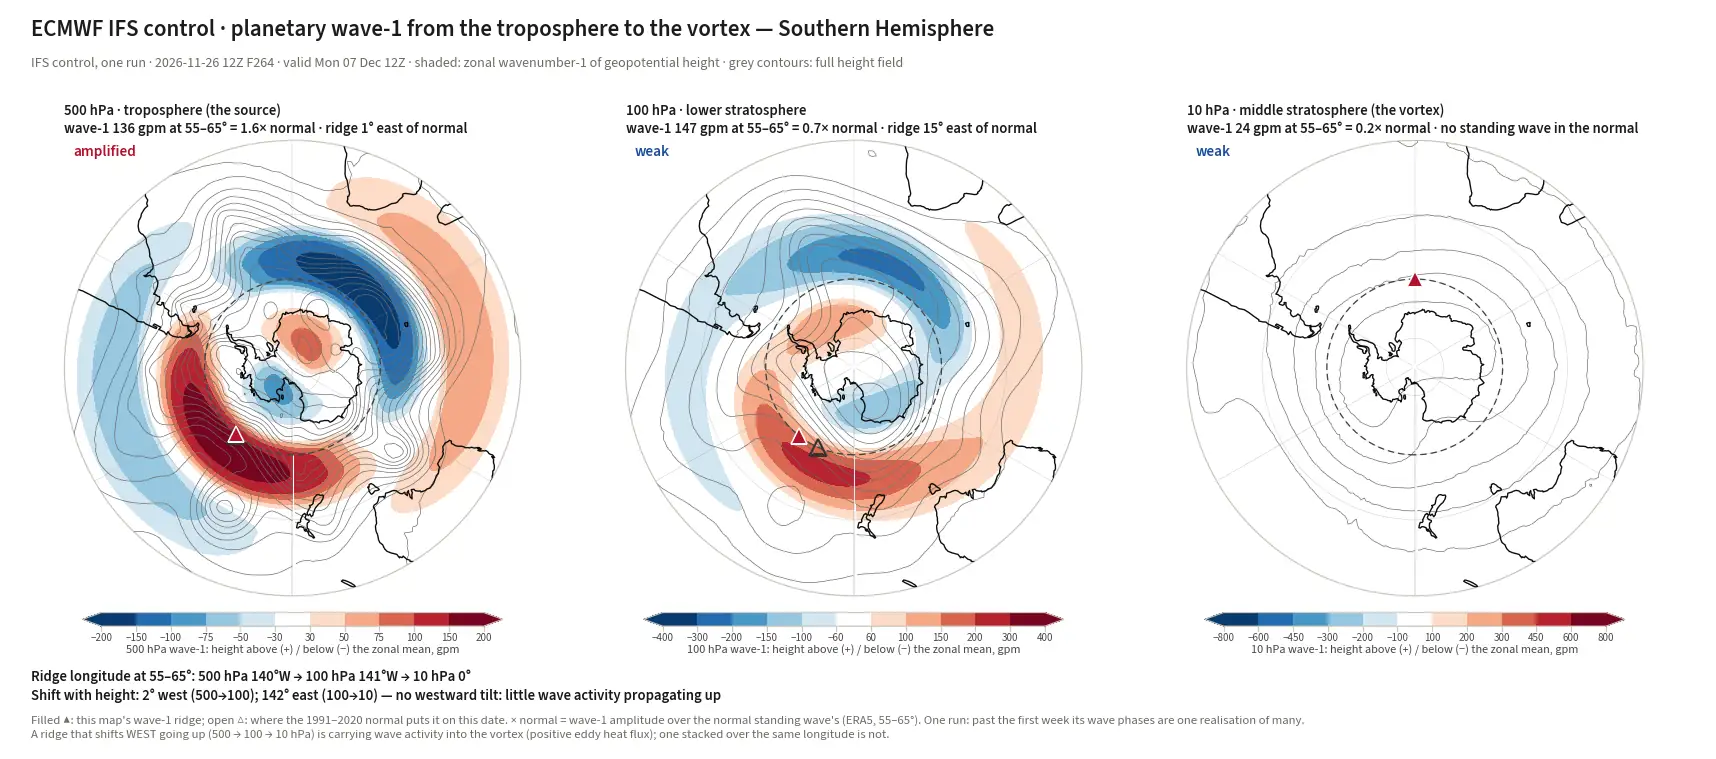 ECMWF IFS control · planetary wave-1 from the troposphere to the vortex — Southern Hemisphere
IFS control, one run · 2026-11-26 12Z F264 · valid Mon 07 Dec 12Z · shaded: zonal wavenumber-1 of geopotential height · grey contours: full height field
500 hPa · troposphere (the source)
wave-1 136 gpm at 55–65° = 1.6× normal · ridge 1° east of normal
amplified
100 hPa · lower stratosphere
wave-1 147 gpm at 55–65° = 0.7× normal · ridge 15° east of normal
weak
10 hPa · middle stratosphere (the vortex)
wave-1 24 gpm at 55–65° = 0.2× normal · no standing wave in the normal
weak
−200 −150 −100 −75 −50 −30 30 50 75 100 150 200
500 hPa wave-1: height above (+) / below (−) the zonal mean, gpm
−400 −300 −200 −150 −100 −60 60 100 150 200 300 400
100 hPa wave-1: height above (+) / below (−) the zonal mean, gpm
−800 −600 −450 −300 −200 −100 100 200 300 450 600 800
10 hPa wave-1: height above (+) / below (−) the zonal mean, gpm
Ridge longitude at 55–65°: 500 hPa 140°W → 100 hPa 141°W → 10 hPa 0°
Shift with height: 2° west (500→100); 142° east (100→10) — no westward tilt: little wave activity propagating up
Filled ▲: this map's wave-1 ridge; open △: where the 1991–2020 normal puts it on this date. × normal = wave-1 amplitude over the normal standing wave's (ERA5, 55–65°). One run: past the first week its wave phases are one realisation of many.
A ridge that shifts WEST going up (500 → 100 → 10 hPa) is carrying wave activity into the vortex (positive eddy heat flux); one stacked over the same longitude is not.